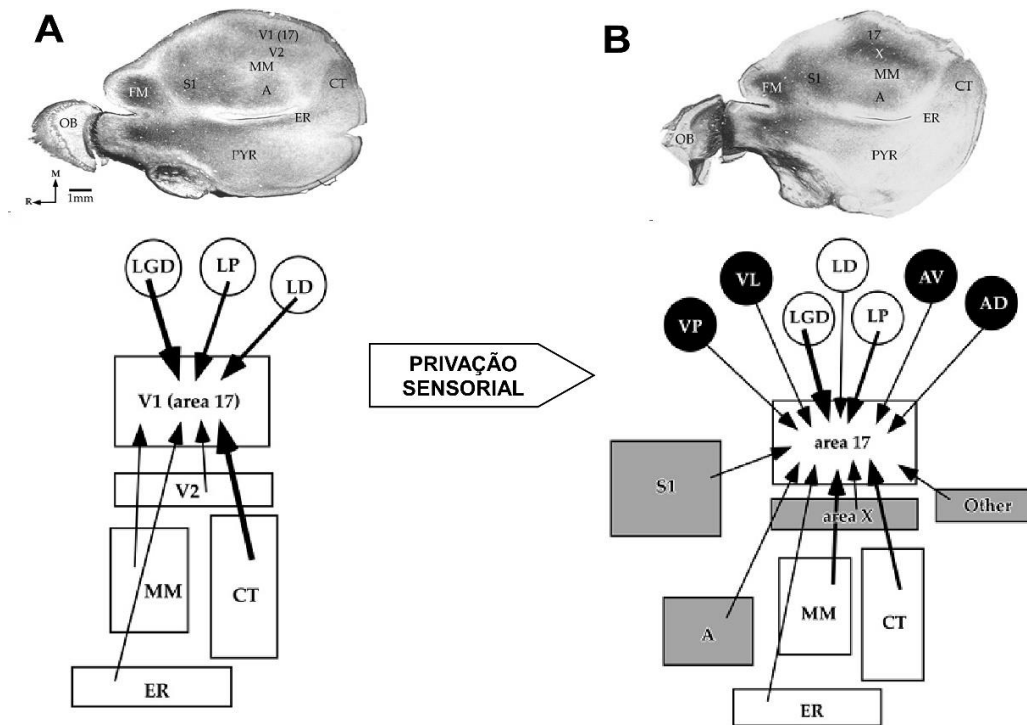 A
V1 (17)
V2
MM
CT
S1
A
FM
ER
OB
PYR
M
R
1mm
B
17
X
MM
CT
S1
FM
A
ER
OB
PYR
LGD
LP
LD
V1 (area 17)
V2
MM
CT
ER
PRIVAÇÃO
SENSORIAL
LD
VL
AV
LGD
LP
VP
AD
area 17
S1
Other
area X
A
MM
CT
ER